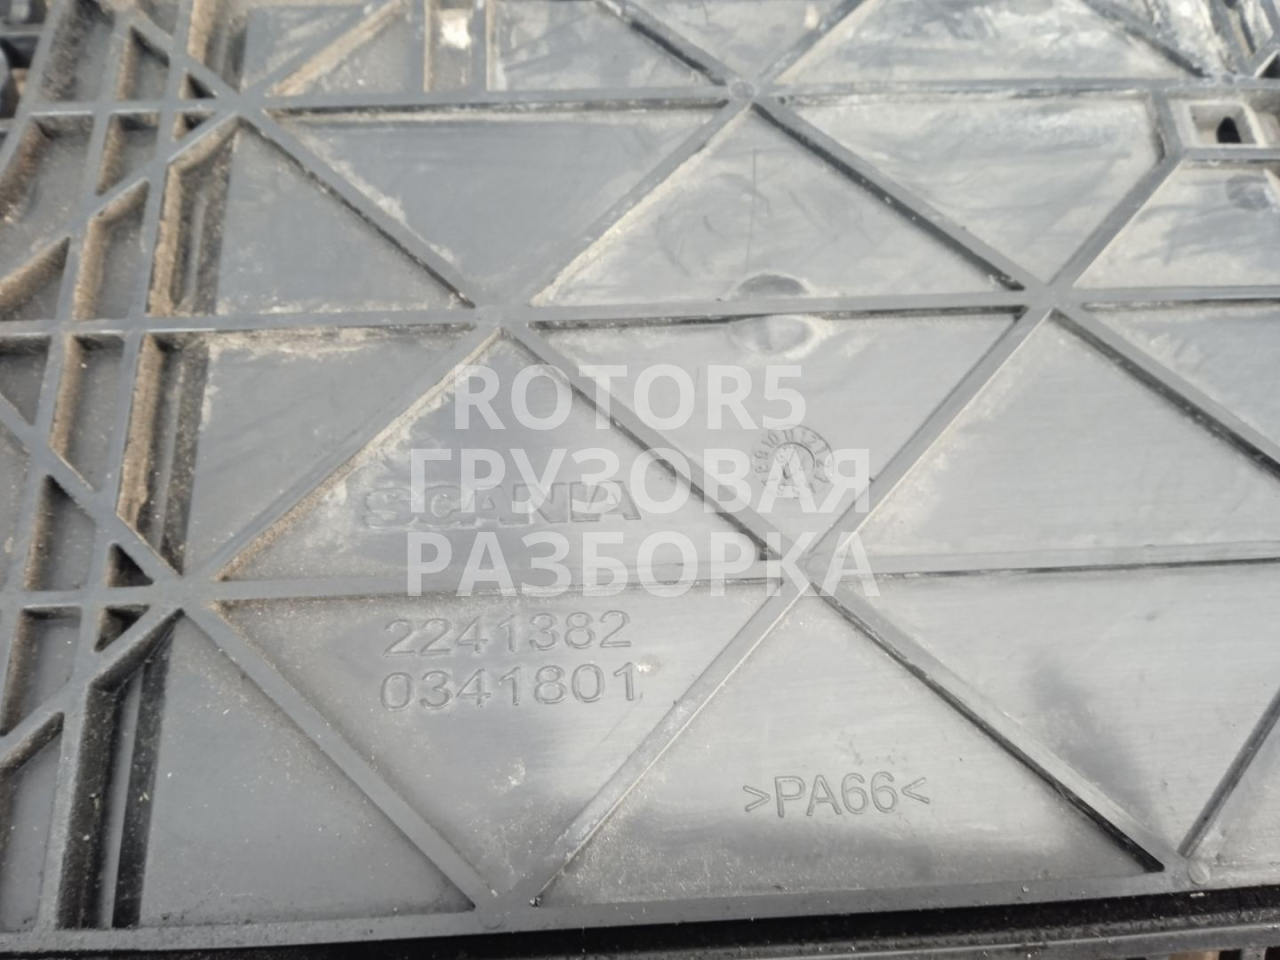 ROTOR5
ГРУЗОВАЯ
РАЗБОРКА
SCANIA
2241382
0341801
>PA66<